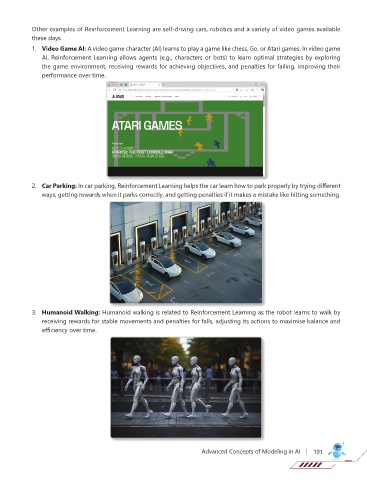 Other examples of Reinforcement Learning are self-driving cars, robotics and a variety of video games available
these days.
1. Video Game AI: A video game character (AI) learns to play a game like chess, Go, or Atari games. In video game
AI, Reinforcement Learning allows agents (e.g., characters or bots) to learn optimal strategies by exploring
the game environment, receiving rewards for achieving objectives, and penalties for failing, improving their
performance over time.
ATARI
ATARI GAMES
2. Car Parking: In car parking, Reinforcement Learning helps the car learn how to park properly by trying different
ways, getting rewards when it parks correctly, and getting penalties if it makes a mistake like hitting something.
3. Humanoid Walking: Humanoid walking is related to Reinforcement Learning as the robot learns to walk by
receiving rewards for stable movements and penalties for falls, adjusting its actions to maximise balance and
efficiency over time.
Advanced Concepts of Modeling in AI | 191